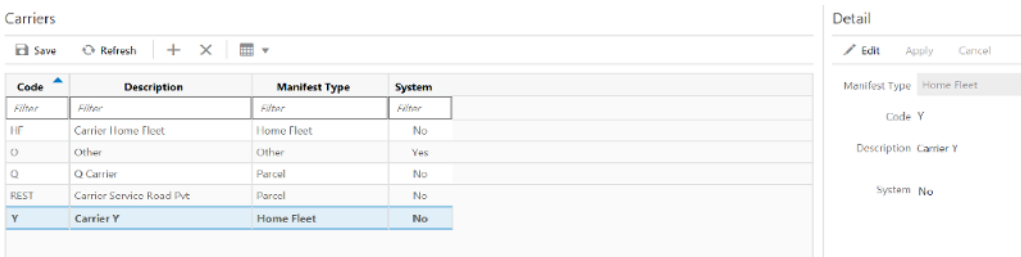 Carriers
Save Refresh
Code Description Manifest Type System
Filter Filter Filter Filter
HF Carrier Home Fleet Home Fleet No
O Other Other Yes
Q Q Carrier Parcel No
REST Carrier Service Road Pvt Parcel No
Y Carrier Y Home Fleet No
Detail
Edit Apply Cancel
Manifest Type Home Fleet
Code Y
Description Carrier Y
System No